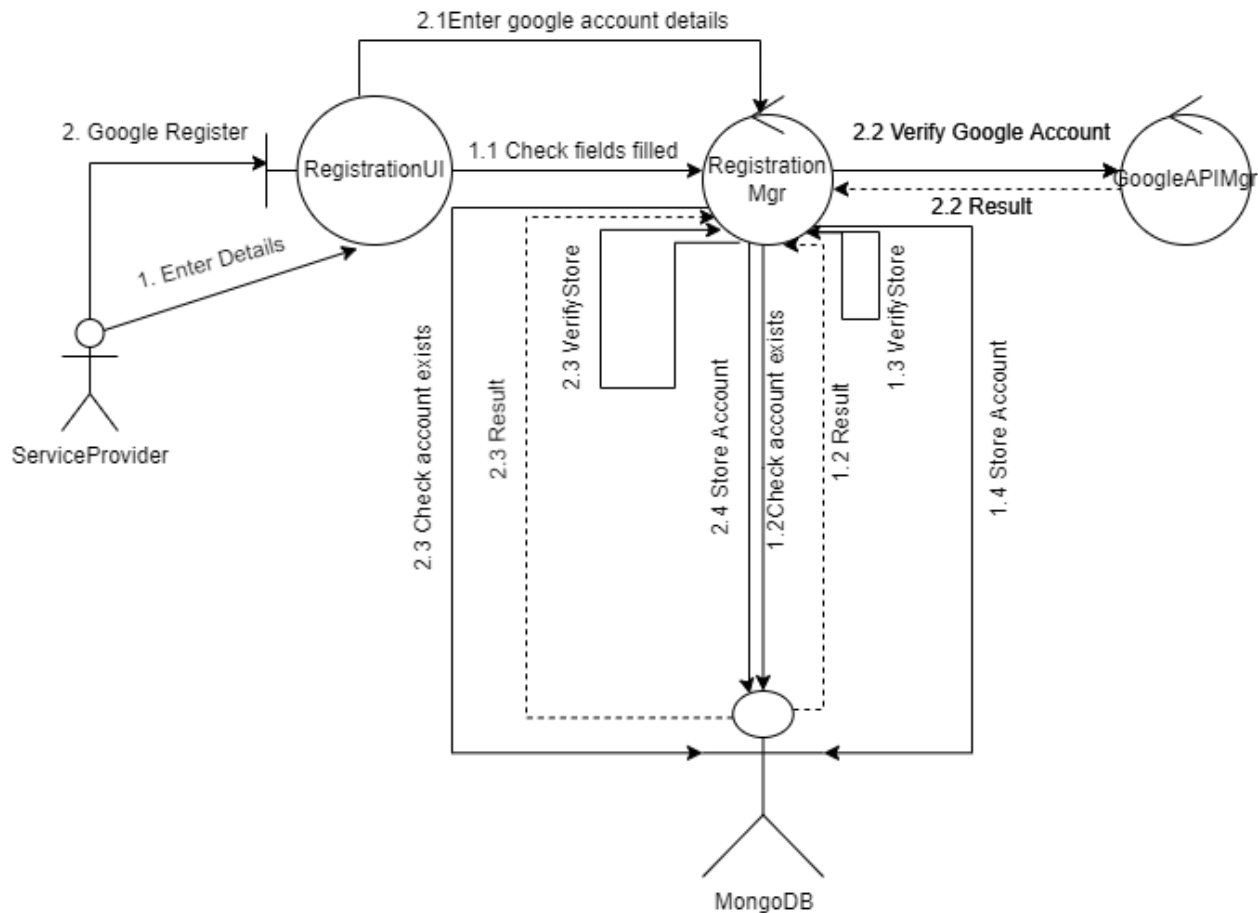 2.1Enter google account details
2. Google Register
RegistrationUI
1.1 Check fields filled
Registration
Mgr
2.2 Verify Google Account
GoogleAPIMgr
2.2 Result
1. Enter Details
ServiceProvider
2.3 Check account exists
2.3 Result
2.3 VerifyStore
2.4 Store Account
1.2Check account exists
1.2 Result
1.3 VerifyStore
1.4 Store Account
MongoDB